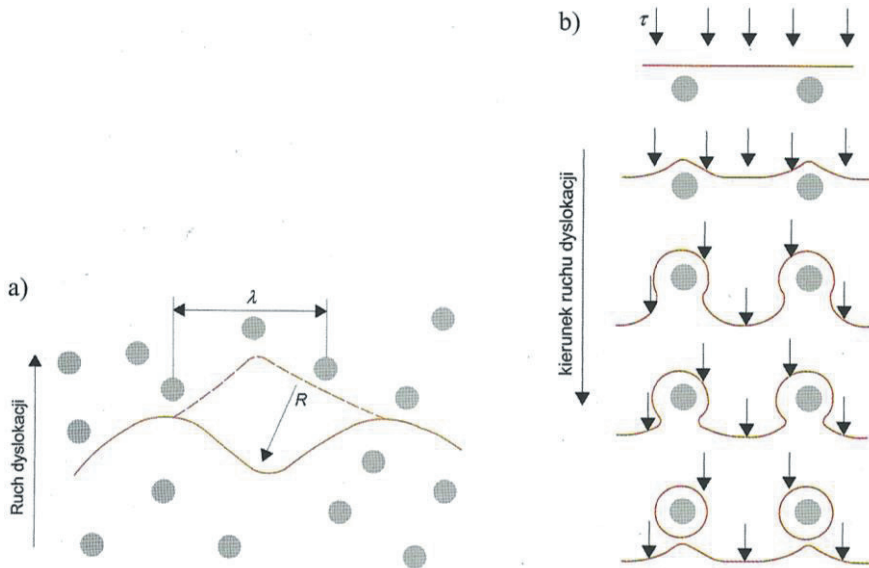 a)
λ
R
Ruch dyslokacji
b)
τ
kierunek ruchu dyslokacji